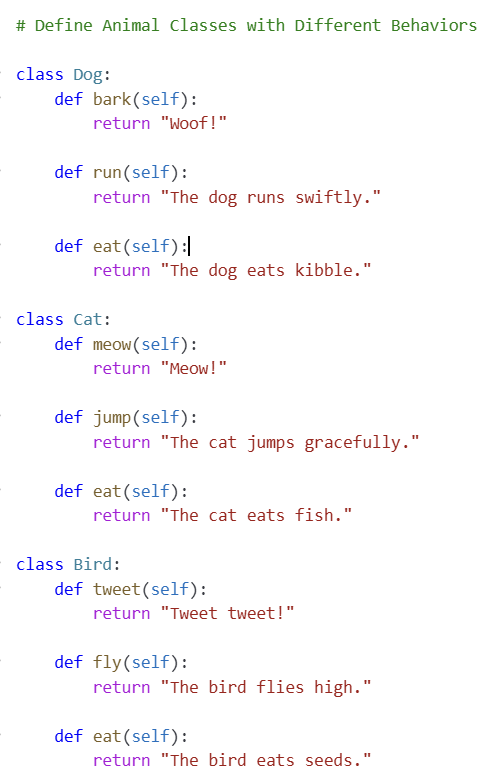 # Define Animal Classes with Different Behaviors
class Dog:
    def bark(self):
        return "Woof!"
    def run(self):
        return "The dog runs swiftly."
    def eat(self):
        return "The dog eats kibble."
class Cat:
    def meow(self):
        return "Meow!"
    def jump(self):
        return "The cat jumps gracefully."
    def eat(self):
        return "The cat eats fish."
class Bird:
    def tweet(self):
        return "Tweet tweet!"
    def fly(self):
        return "The bird flies high."
    def eat(self):
        return "The bird eats seeds."